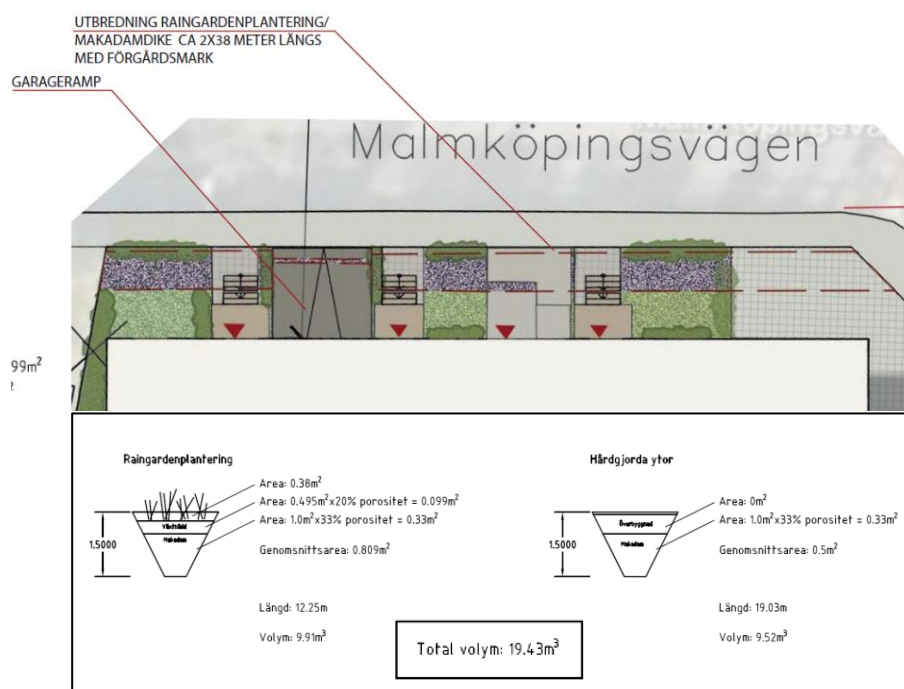 UTBREDNING RAINGARDENPLANTERING/
MAKADAMDIKE CA 2X38 METER LÄNGS
MED FÖRGÅRDSMARK
GARAGERAMP
Malmköpingsvägen
99m²
Raingardenplantering
Area: 0.38m²
Area: 0.495m²x20% porositet = 0.099m²
Area: 1.0m²x33% porositet = 0.33m²
Växtbädd
Makadam
1.5000
Genomsnittsarea: 0.809m²
Längd: 12.25m
Volym: 9.91m³
Hårdgjorda ytor
Area: 0m²
Area: 1.0m²x33% porositet = 0.33m²
Överbyggnad
Makadam
1.5000
Genomsnittsarea: 0.5m²
Längd: 19.03m
Volym: 9.52m³
Total volym: 19.43m³